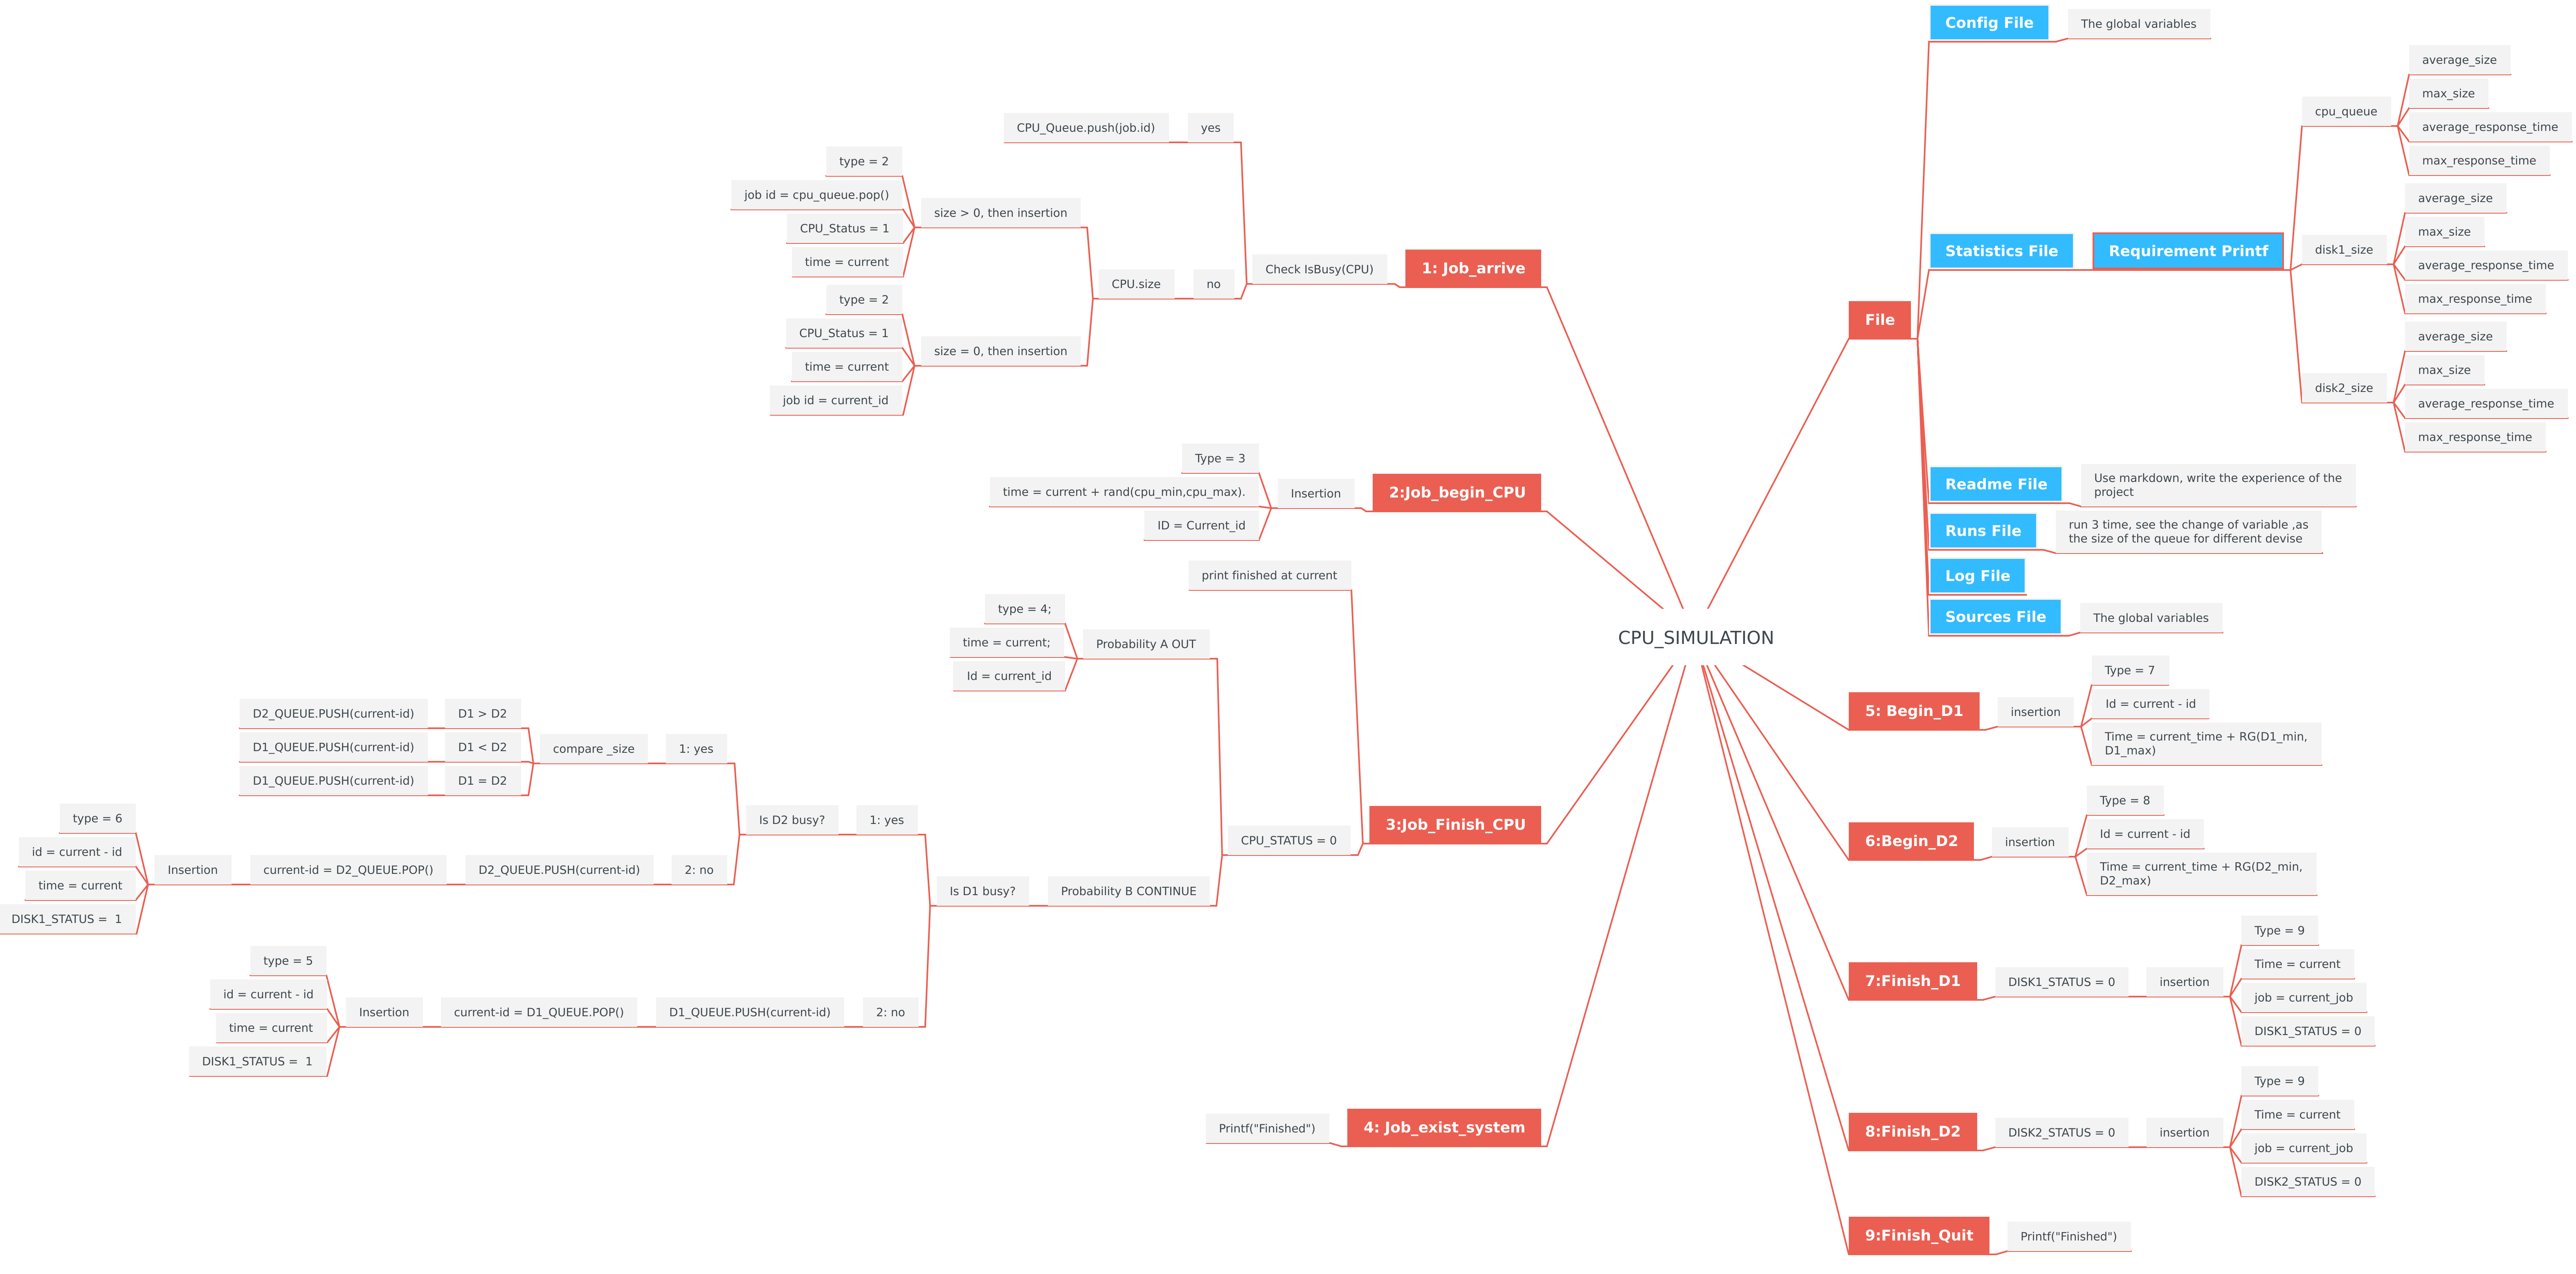 CPU_SIMULATION
1: Job_arrive
Check IsBusy(CPU)
yes
CPU_Queue.push(job.id)
no
CPU.size
size > 0, then insertion
type = 2
job id = cpu_queue.pop()
CPU_Status = 1
time = current
size = 0, then insertion
type = 2
CPU_Status = 1
time = current
job id = current_id
2:Job_begin_CPU
Insertion
Type = 3
time = current + rand(cpu_min,cpu_max).
ID = Current_id
3:Job_Finish_CPU
print finished at current
CPU_STATUS = 0
Probability A OUT
type = 4;
time = current;
Id = current_id
Probability B CONTINUE
Is D1 busy?
1: yes
Is D2 busy?
1: yes
compare _size
D1 > D2
D2_QUEUE.PUSH(current-id)
D1 < D2
D1_QUEUE.PUSH(current-id)
D1 = D2
D1_QUEUE.PUSH(current-id)
2: no
D2_QUEUE.PUSH(current-id)
current-id = D2_QUEUE.POP()
Insertion
type = 6
id = current - id
time = current
DISK1_STATUS =  1
2: no
D1_QUEUE.PUSH(current-id)
current-id = D1_QUEUE.POP()
Insertion
type = 5
id = current - id
time = current
DISK1_STATUS =  1
4: Job_exist_system
Printf("Finished")
File
Config File
The global variables
Statistics File
Requirement Printf
cpu_queue
average_size
max_size
average_response_time
max_response_time
disk1_size
average_size
max_size
average_response_time
max_response_time
disk2_size
average_size
max_size
average_response_time
max_response_time
Readme File
Use markdown, write the experience of the
project
Runs File
run 3 time, see the change of variable ,as
the size of the queue for different devise
Log File
Sources File
The global variables
5: Begin_D1
insertion
Type = 7
Id = current - id
Time = current_time + RG(D1_min,
D1_max)
6:Begin_D2
insertion
Type = 8
Id = current - id
Time = current_time + RG(D2_min,
D2_max)
7:Finish_D1
DISK1_STATUS = 0
insertion
Type = 9
Time = current
job = current_job
DISK1_STATUS = 0
8:Finish_D2
DISK2_STATUS = 0
insertion
Type = 9
Time = current
job = current_job
DISK2_STATUS = 0
9:Finish_Quit
Printf("Finished")